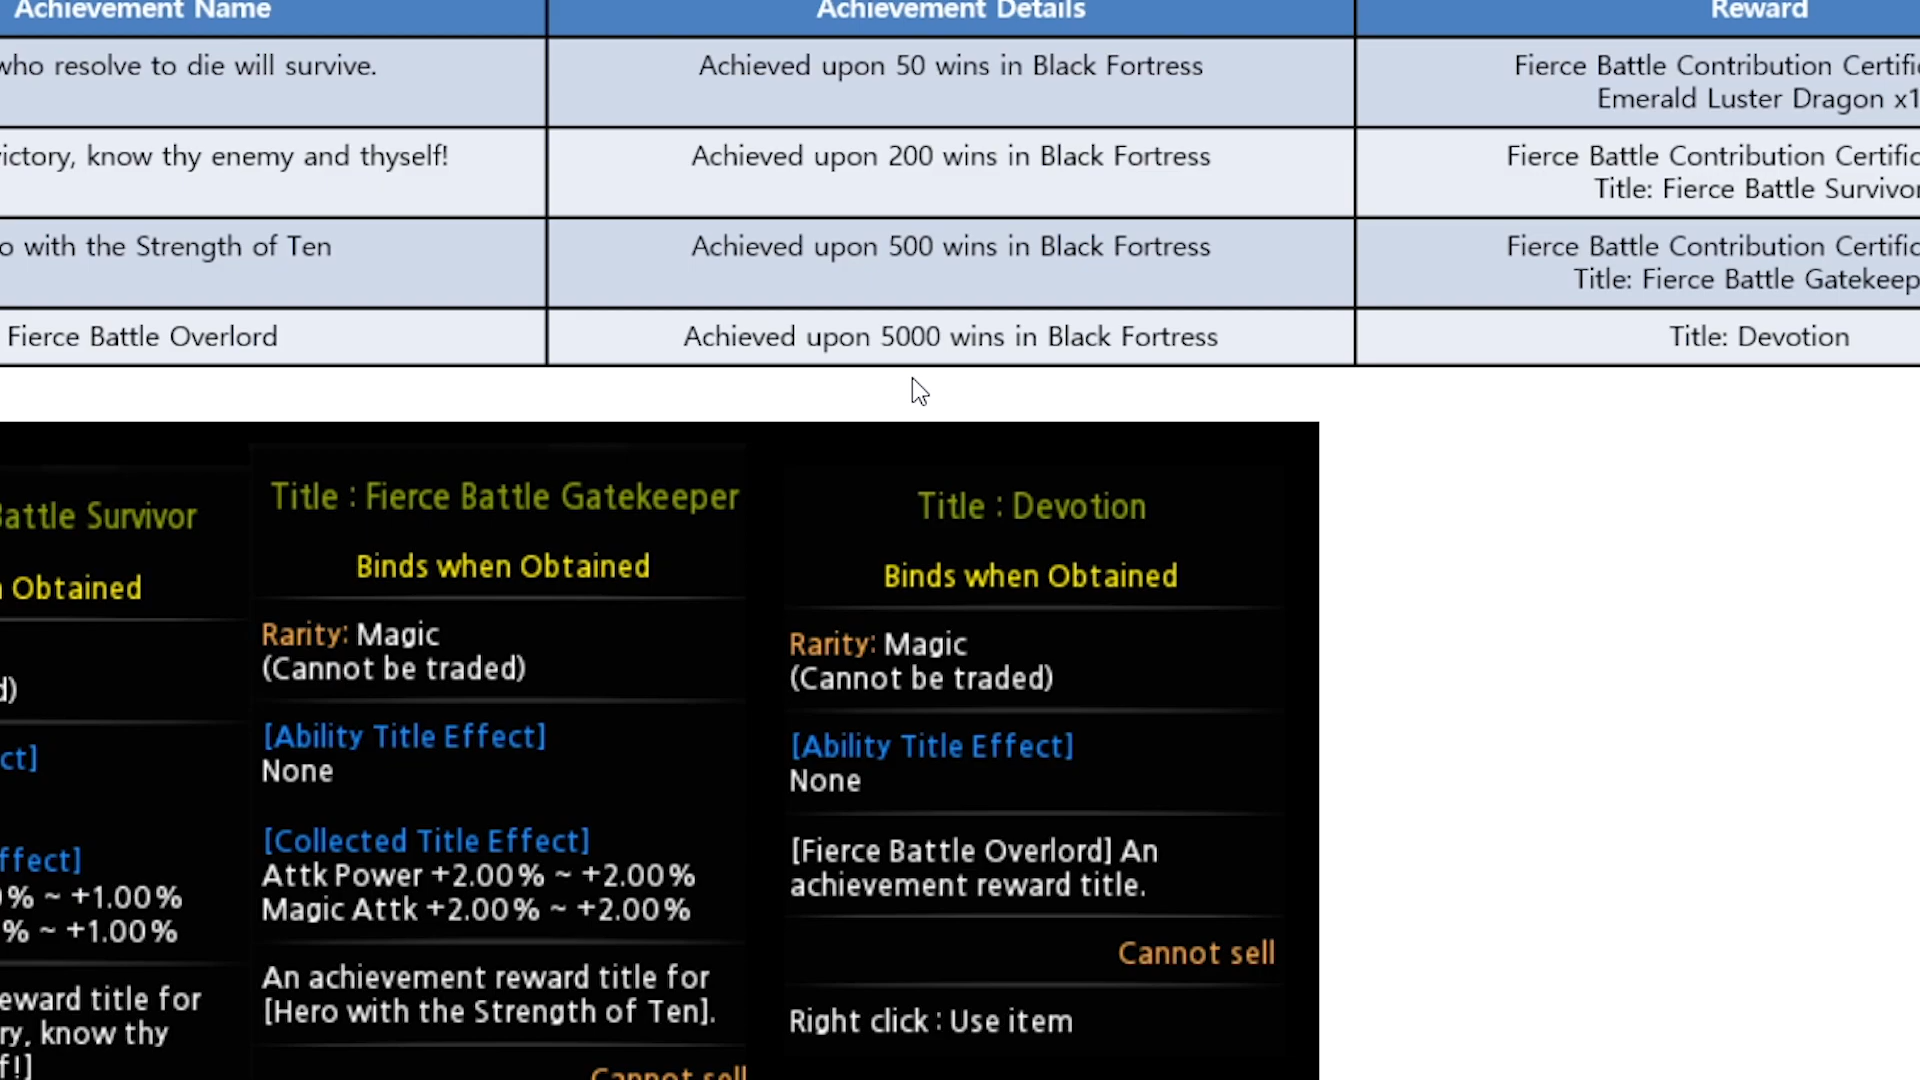 Achievement Name Achievement Details Reward
who resolve to die will survive. Achieved upon 50 wins in Black Fortress Fierce Battle Contribution
Emerald Luster Dragon x1
victory, know thy enemy and thyself! Achieved upon 200 wins in Black Fortress Fierce Battle Contribution
Title: Fierce Battle Survivor
with the Strength of Ten Achieved upon 500 wins in Black Fortress Fierce Battle Contribution
Title: Fierce Battle Gatekeep
Fierce Battle Overlord Achieved upon 5000 wins in Black Fortress Title: Devotion
Battle Survivor
Obtained
d)
ct]
ffect]
% ~ +1.00%
% ~ +1.00%
eward title for
ry, know thy
f!]
Title : Fierce Battle Gatekeeper
Binds when Obtained
Rarity: Magic
(Cannot be traded)
[Ability Title Effect]
None
[Collected Title Effect]
Attk Power +2.00% ~ +2.00%
Magic Attk +2.00% ~ +2.00%
An achievement reward title for
[Hero with the Strength of Ten].
Cannot sell
Title : Devotion
Binds when Obtained
Rarity: Magic
(Cannot be traded)
[Ability Title Effect]
None
[Fierce Battle Overlord] An
achievement reward title.
Cannot sell
Right click : Use item